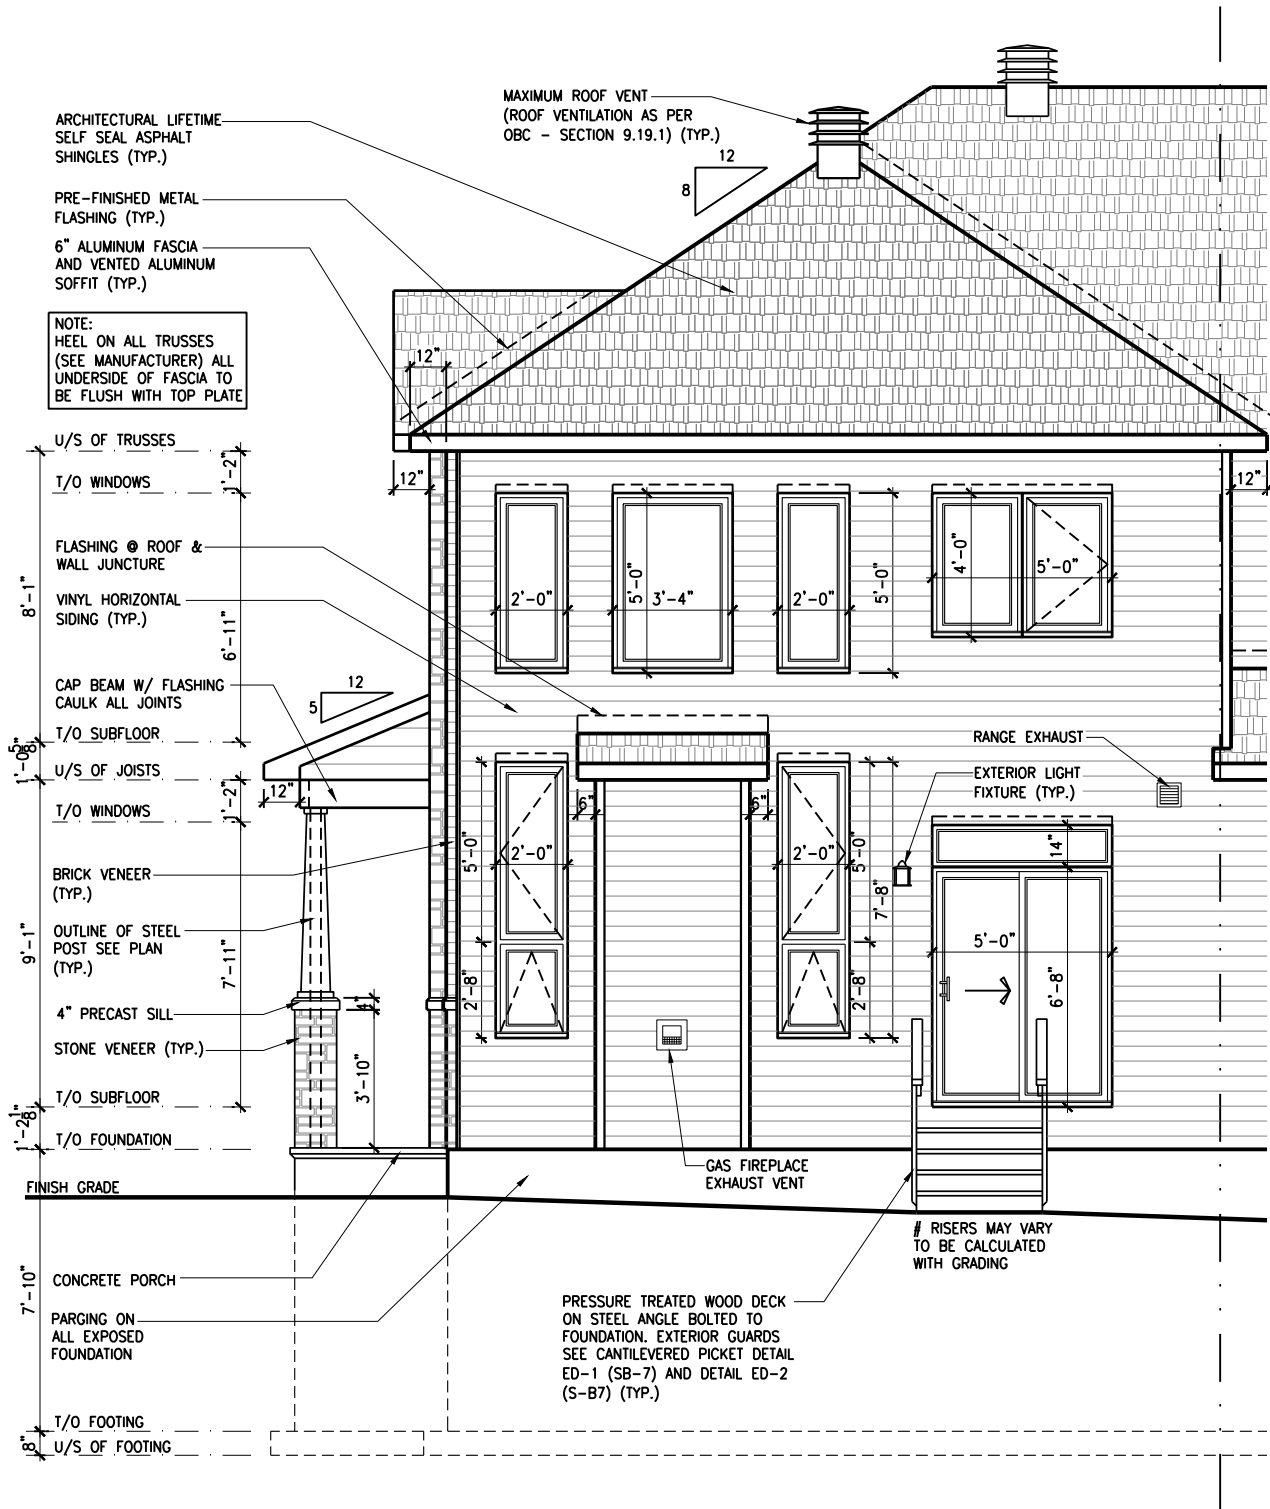 MAXIMUM ROOF VENT
(ROOF VENTILATION AS PER
OBC - SECTION 9.19.1) (TYP.)
12
8
ARCHITECTURAL LIFETIME
SELF SEAL ASPHALT
SHINGLES (TYP.)
PRE-FINISHED METAL
FLASHING (TYP.)
6" ALUMINUM FASCIA
AND VENTED ALUMINUM
SOFFIT (TYP.)
NOTE:
HEEL ON ALL TRUSSES
(SEE MANUFACTURER) ALL
UNDERSIDE OF FASCIA TO
BE FLUSH WITH TOP PLATE
12"
U/S OF TRUSSES
1'-2"
T/O WINDOWS
12"
12"
8'-1"
FLASHING @ ROOF &
WALL JUNCTURE
VINYL HORIZONTAL
SIDING (TYP.)
6'-11"
2'-0"
5'-0"
3'-4"
2'-0"
5'-0"
4'-0"
5'-0"
CAP BEAM W/ FLASHING
CAULK ALL JOINTS
12
5
T/O SUBFLOOR
1'-0 5/8"
U/S OF JOISTS
1'-2"
T/O WINDOWS
12"
RANGE EXHAUST
EXTERIOR LIGHT
FIXTURE (TYP.)
6"
6"
5'-0"
2'-0"
2'-0"
5'-0"
7'-8"
14"
BRICK VENEER
(TYP.)
OUTLINE OF STEEL
POST SEE PLAN
(TYP.)
9'-1"
7'-11"
5'-0"
6'-8"
2'-8"
2'-8"
4" PRECAST SILL
4"
STONE VENEER (TYP.)
3'-10"
T/O SUBFLOOR
1'-2 1/8"
T/O FOUNDATION
GAS FIREPLACE
EXHAUST VENT
FINISH GRADE
# RISERS MAY VARY
TO BE CALCULATED
WITH GRADING
7'-10"
CONCRETE PORCH
PARGING ON
ALL EXPOSED
FOUNDATION
PRESSURE TREATED WOOD DECK
ON STEEL ANGLE BOLTED TO
FOUNDATION. EXTERIOR GUARDS
SEE CANTILEVERED PICKET DETAIL
ED-1 (SB-7) AND DETAIL ED-2
(S-B7) (TYP.)
T/O FOOTING
8"
U/S OF FOOTING